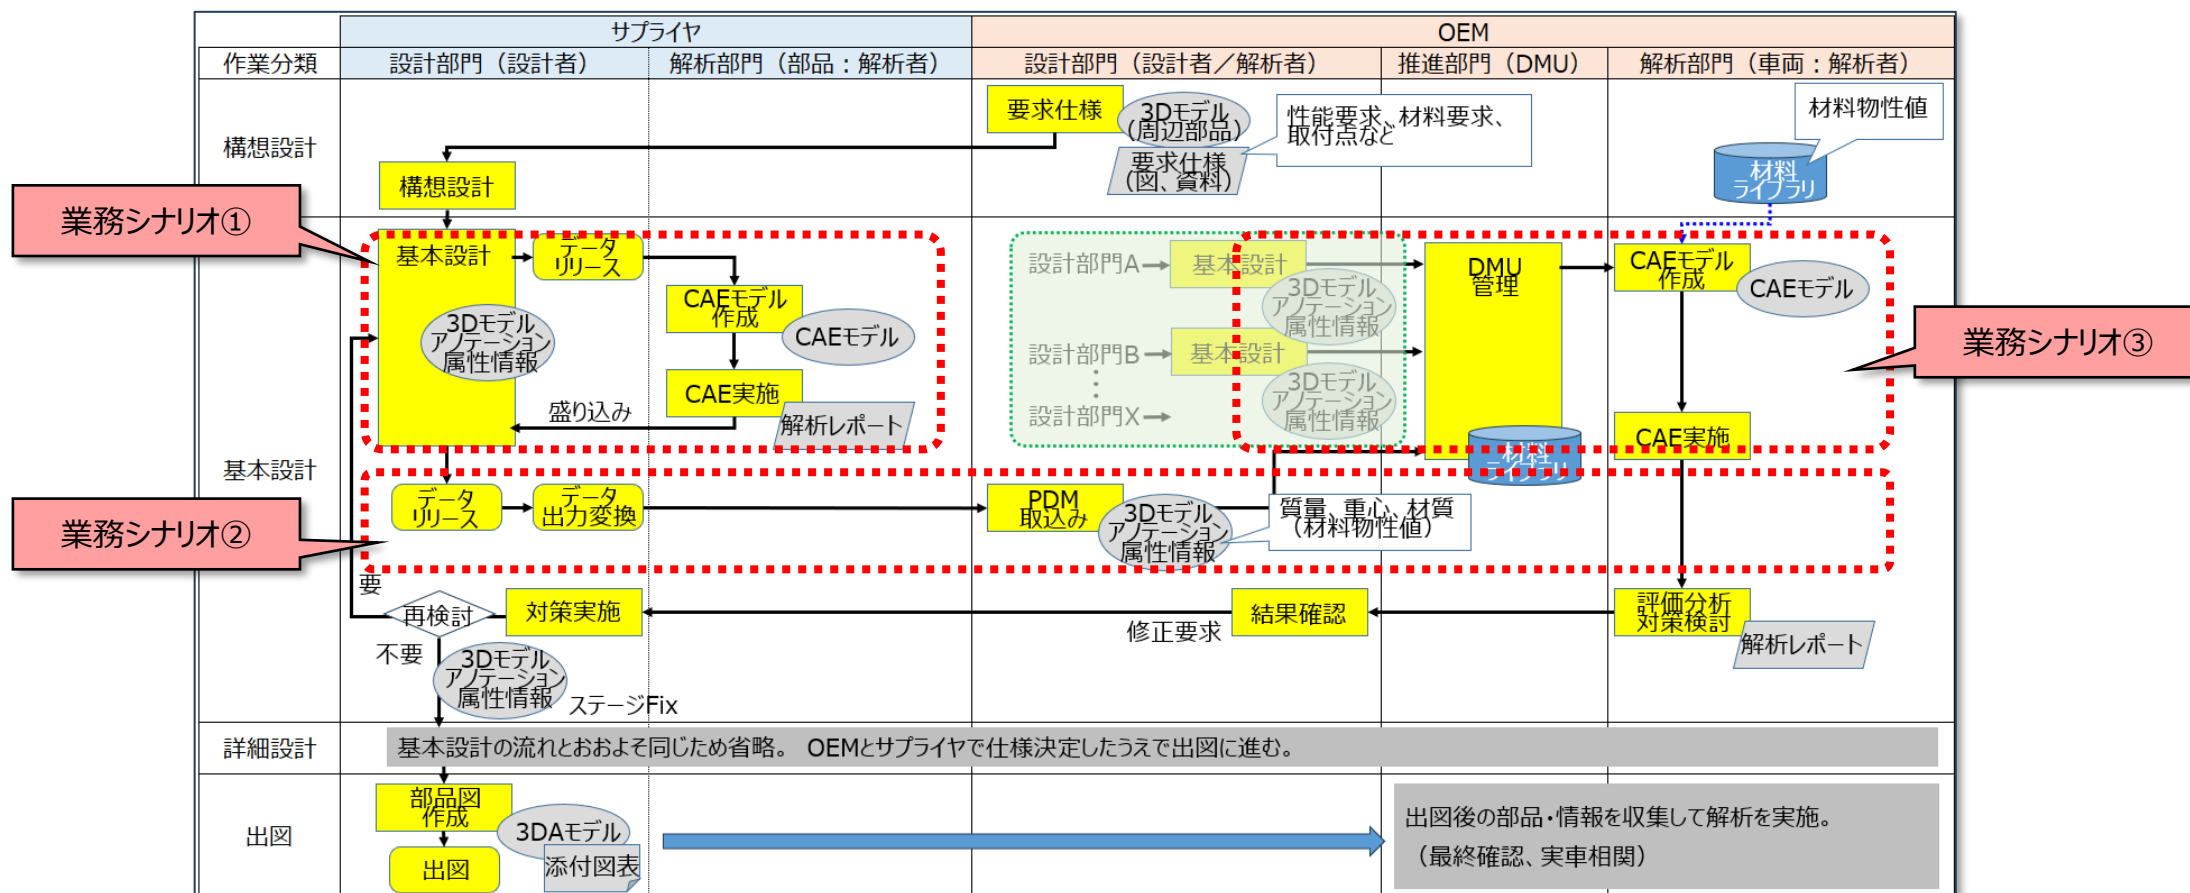 サプライヤ
OEM
作業分類
設計部門（設計者）
解析部門（部品：解析者）
設計部門（設計者／解析者）
推進部門（DMU）
解析部門（車両：解析者）
構想設計
要求仕様
3Dモデル
（周辺部品）
要求仕様
（図、資料）
性能要求、材料要求、
取付点など
材料物性値
材料
ライブラリ
構想設計
業務シナリオ①
基本設計
基本設計
3Dモデル
アノテーション
属性情報
データ
リリース
CAEモデル
作成
CAEモデル
CAE実施
解析レポート
盛り込み
設計部門A
基本設計
3Dモデル
アノテーション
属性情報
設計部門B
基本設計
3Dモデル
アノテーション
属性情報
⋮
設計部門X
DMU
管理
材料
ライブラリ
CAEモデル
作成
CAEモデル
CAE実施
業務シナリオ③
業務シナリオ②
データ
リリース
データ
出力変換
PDM
取込み
3Dモデル
アノテーション
属性情報
質量、重心、材質
（材料物性値）
要
再検討
対策実施
修正要求
結果確認
評価分析
対策検討
解析レポート
不要
3Dモデル
アノテーション
属性情報
ステージFix
詳細設計
基本設計の流れとおおよそ同じため省略。 OEMとサプライヤで仕様決定したうえで出図に進む。
出図
部品図
作成
3DAモデル
添付図表
出図
出図後の部品・情報を収集して解析を実施。
（最終確認、実車相関）